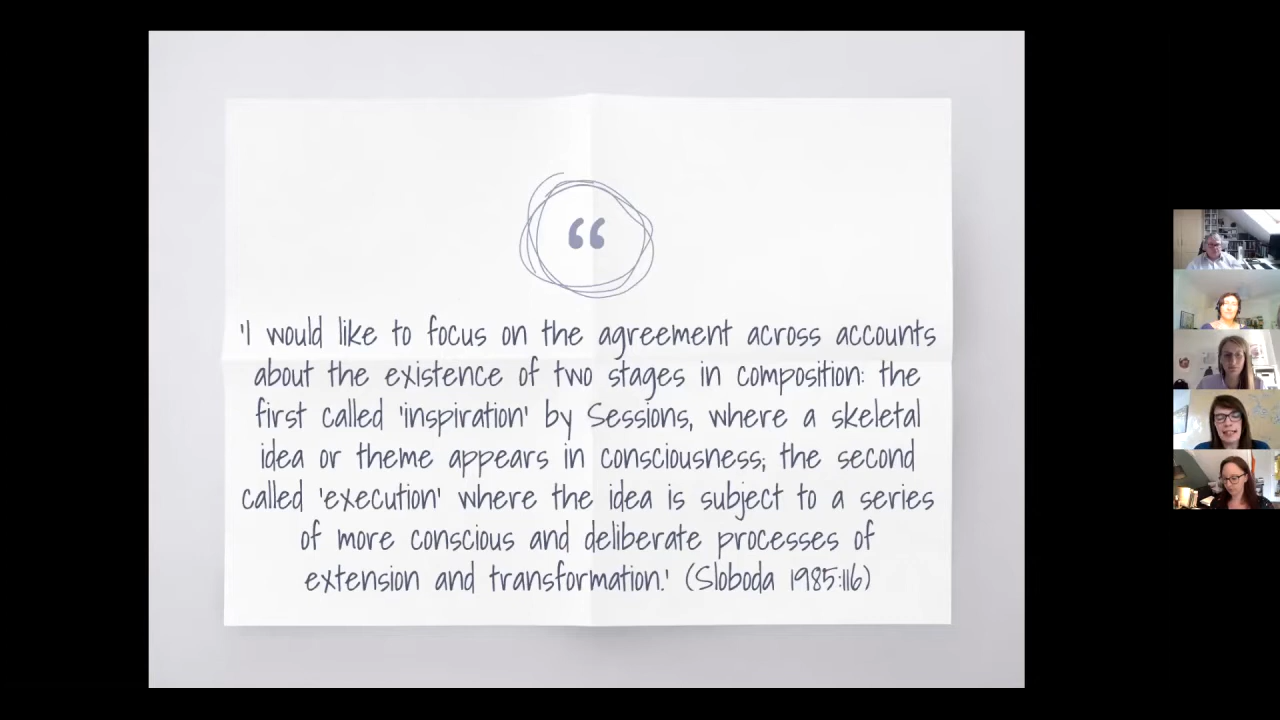 “
'I would like to focus on the agreement across accounts
about the existence of two stages in composition: the
first called 'inspiration' by Sessions, where a skeletal
idea or theme appears in consciousness; the second
called 'execution' where the idea is subject to a series
of more conscious and deliberate processes of
extension and transformation.' (Sloboda 1985:116)